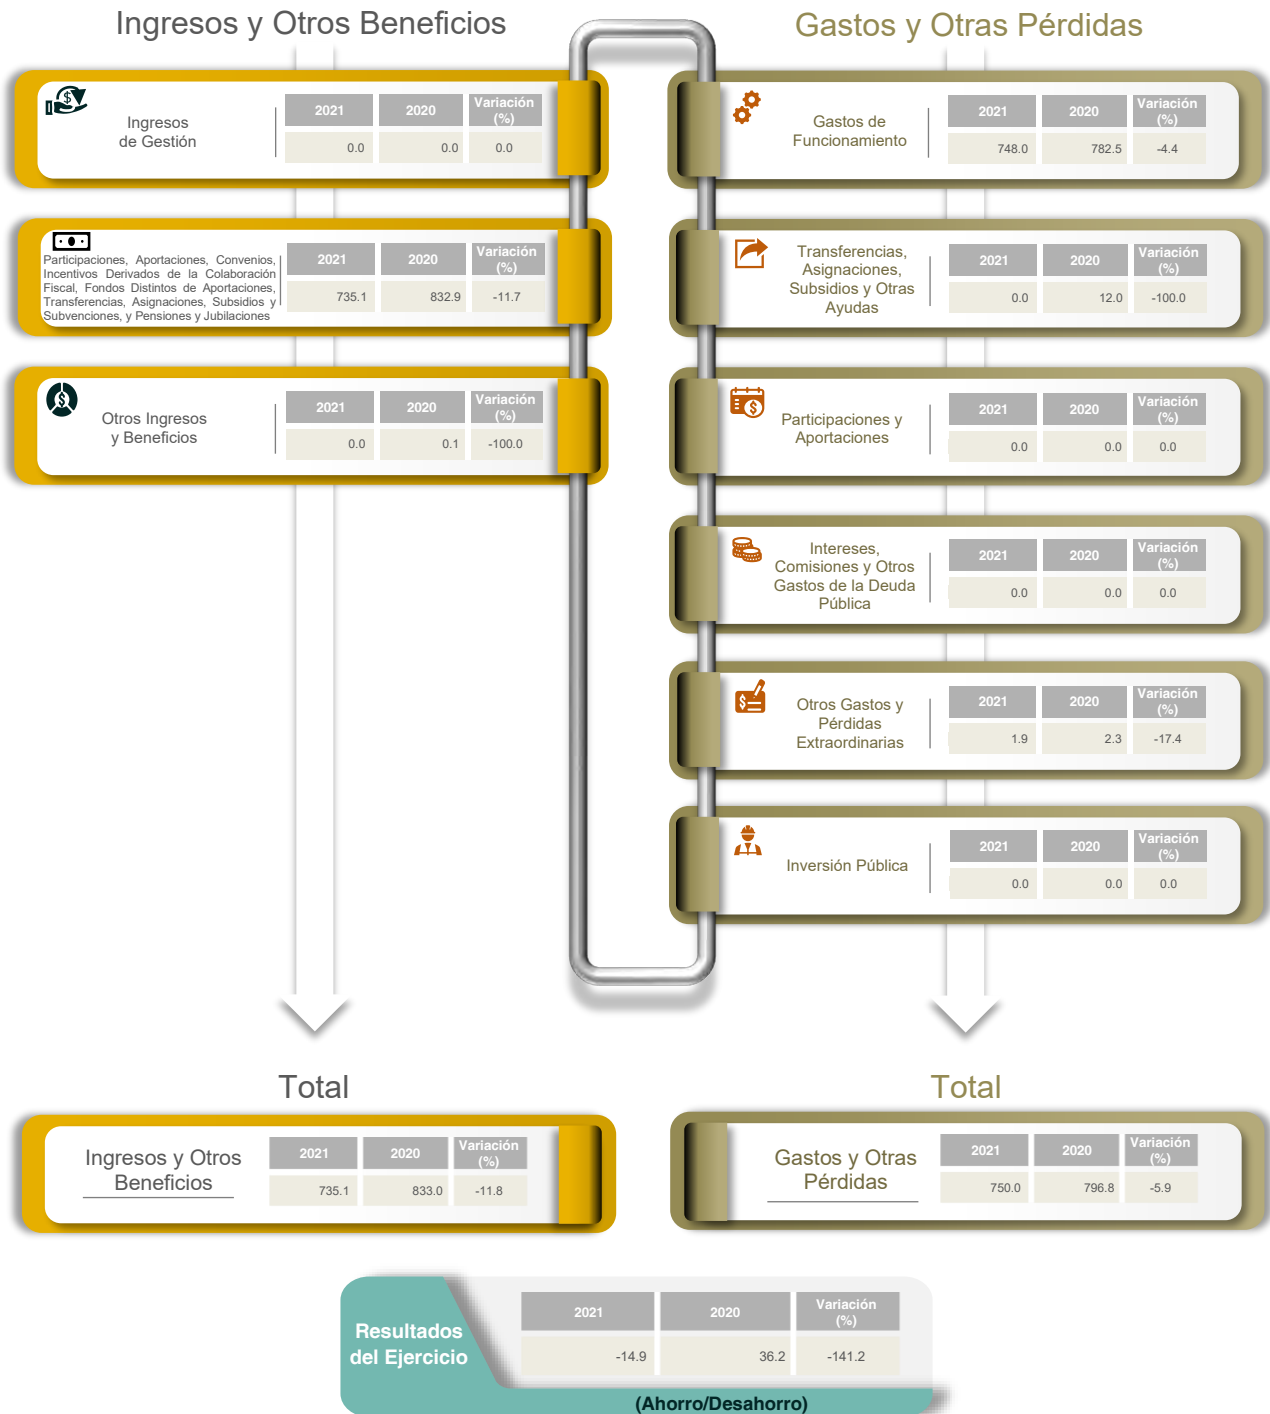 Ingresos y Otros Beneficios
Ingresos
de Gestión
2021 2020 Variación
(%)
0.0 0.0 0.0
Participaciones, Aportaciones, Convenios,
Incentivos Derivados de la Colaboración
Fiscal, Fondos Distintos de Aportaciones,
Transferencias, Asignaciones, Subsidios y
Subvenciones, y Pensiones y Jubilaciones
2021 2020 Variación
(%)
735.1 832.9 -11.7
Otros Ingresos
y Beneficios
2021 2020 Variación
(%)
0.0 0.1 -100.0
Gastos y Otras Pérdidas
Gastos de
Funcionamiento
2021 2020 Variación
(%)
748.0 782.5 -4.4
Transferencias,
Asignaciones,
Subsidios y Otras
Ayudas
2021 2020 Variación
(%)
0.0 12.0 -100.0
Participaciones y
Aportaciones
2021 2020 Variación
(%)
0.0 0.0 0.0
Intereses,
Comisiones y Otros
Gastos de la Deuda
Pública
2021 2020 Variación
(%)
0.0 0.0 0.0
Otros Gastos y
Pérdidas
Extraordinarias
2021 2020 Variación
(%)
1.9 2.3 -17.4
Inversión Pública
2021 2020 Variación
(%)
0.0 0.0 0.0
Total
Ingresos y Otros
Beneficios
2021 2020 Variación
(%)
735.1 833.0 -11.8
Total
Gastos y Otras
Pérdidas
2021 2020 Variación
(%)
750.0 796.8 -5.9
Resultados
del Ejercicio
2021 2020 Variación
(%)
-14.9 36.2 -141.2
(Ahorro/Desahorro)